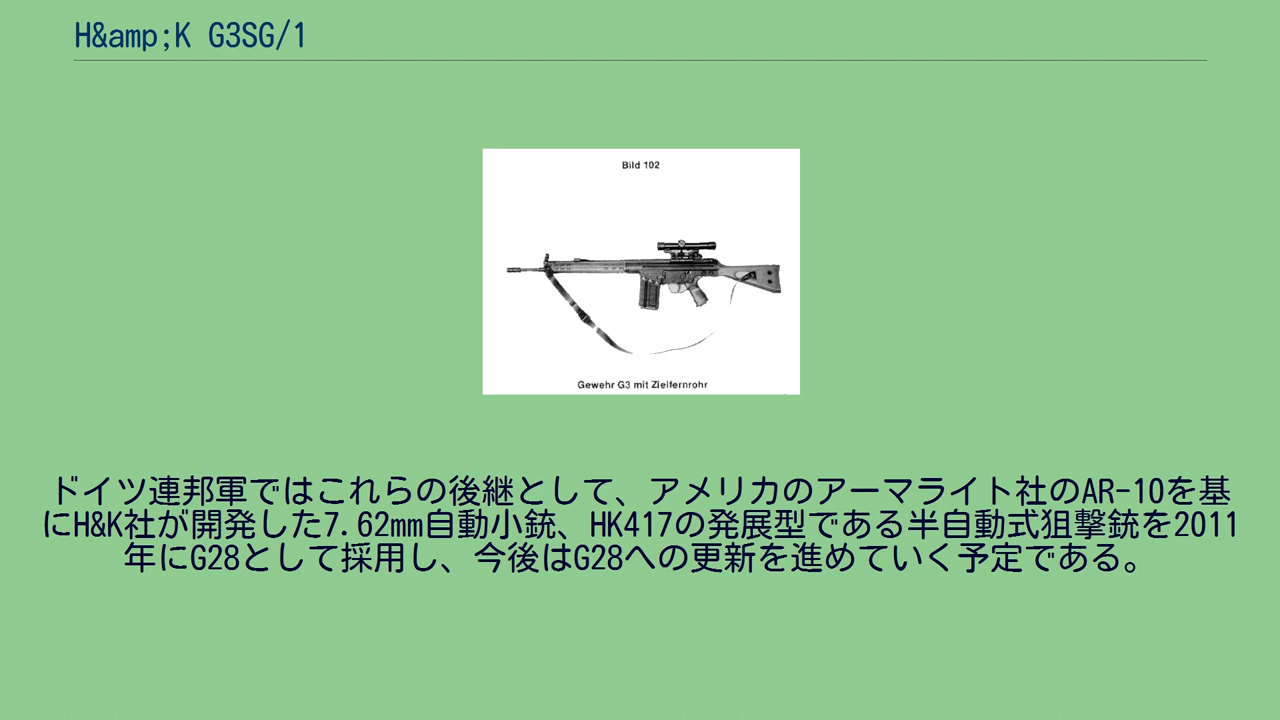 H&amp;K G3SG/1
Bild 102
Gewehr G3 mit Zielfernrohr
ドイツ連邦軍ではこれらの後継として、アメリカのアーマライト社のAR-10を基
にH&K社が開発した7.62mm自動小銃、HK417の発展型である半自動式狙撃銃を2011
年にG28として採用し、今後はG28への更新を進めていく予定である。